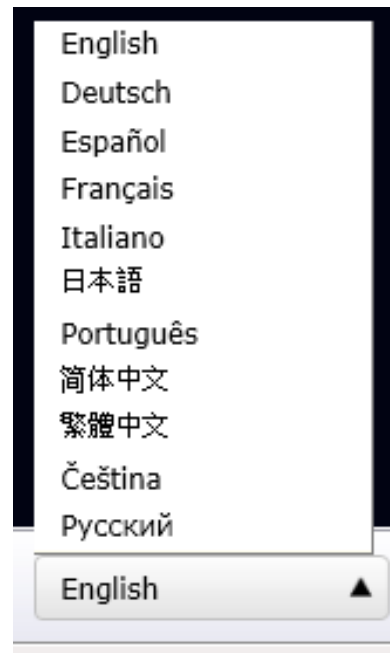 English
Deutsch
Español
Français
Italiano
日本語
Português
简体中文
繁體中文
Čeština
Русский
English